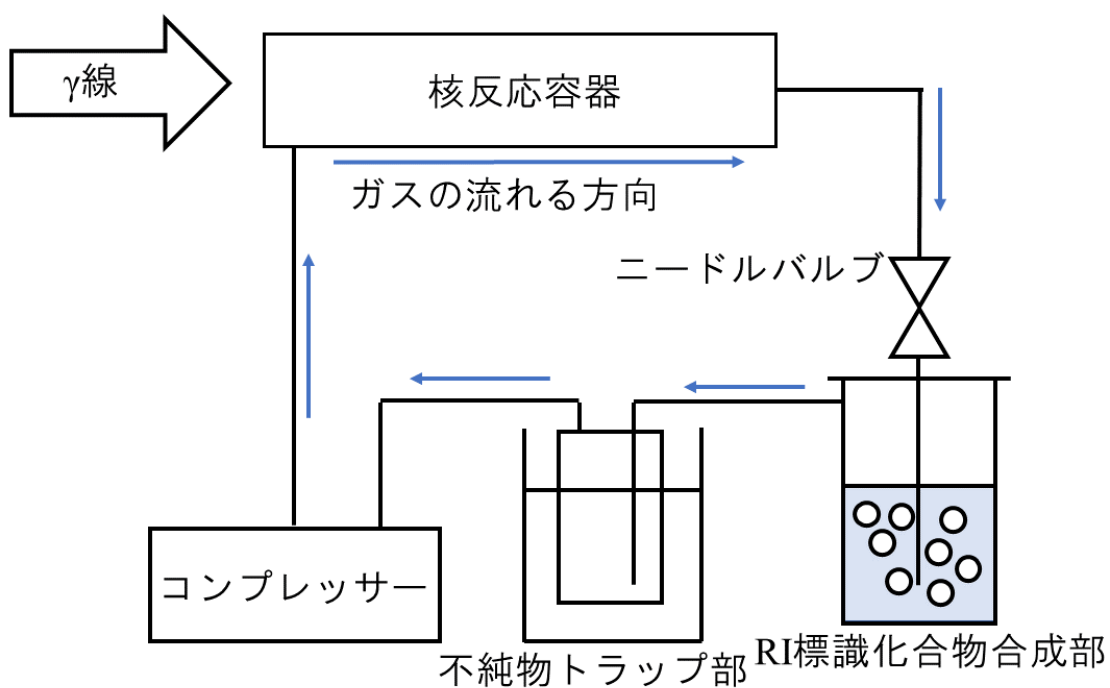 γ線
核反応容器
ガスの流れる方向
ニードルバルブ
コンプレッサー
不純物トラップ部
RI標識化合物合成部